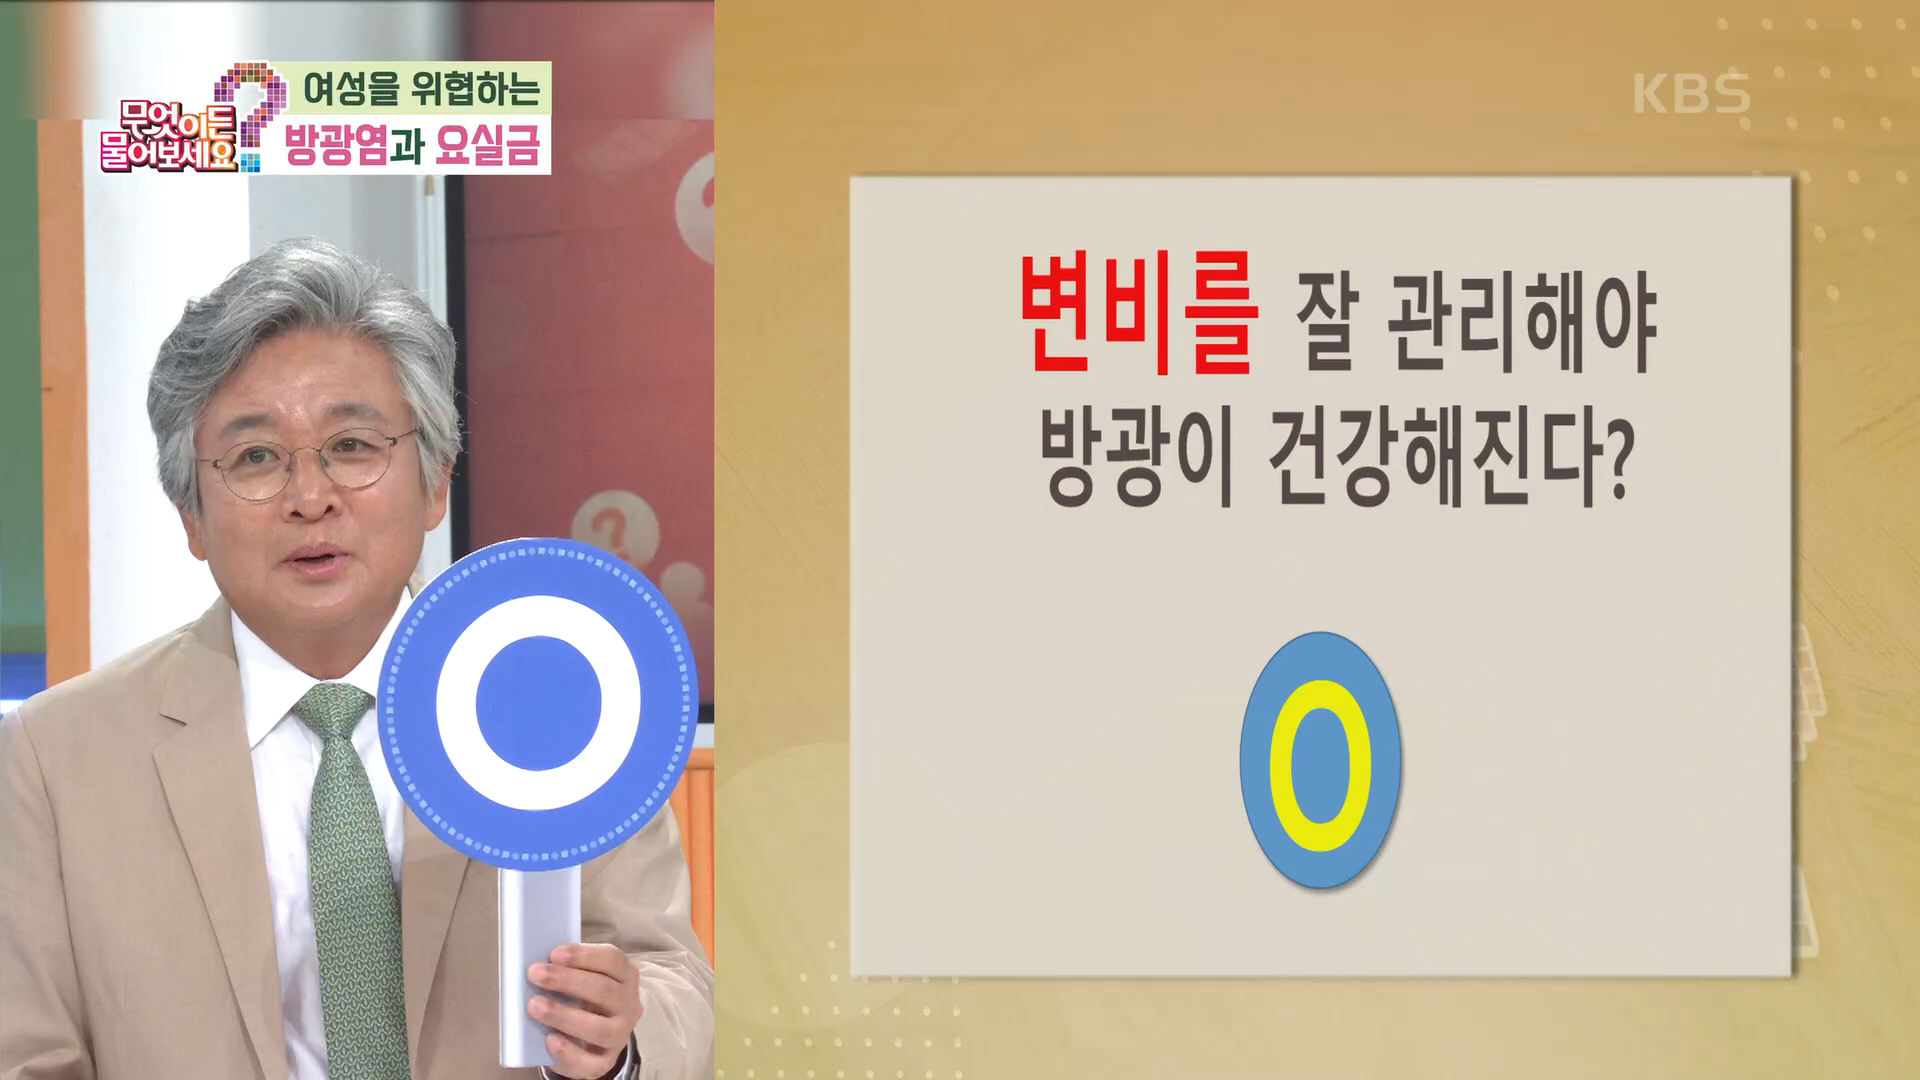 무엇이든
물어보세요
?
여성을 위협하는
방광염과 요실금
KBS
변비를 잘 관리해야
방광이 건강해진다?
O
O